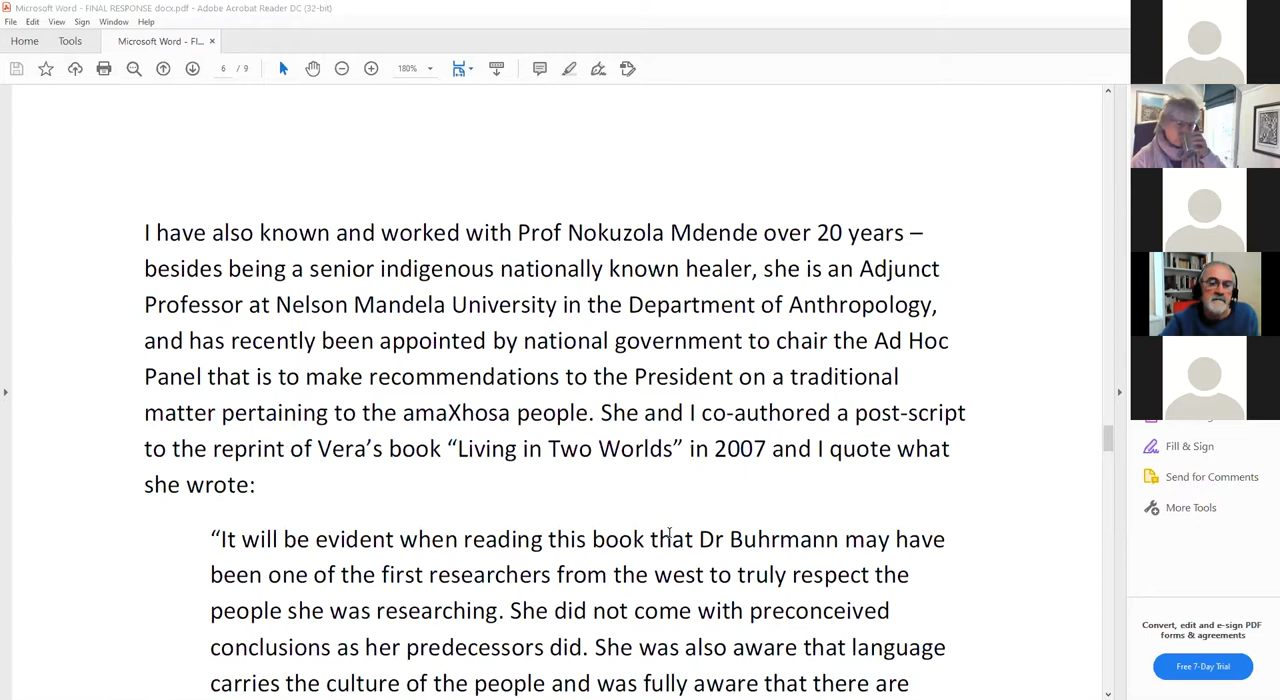 Microsoft Word - FINAL RESPONSE docx.pdf - Adobe Acrobat Reader DC (32-bit)
File Edit View Sign Window Help
Home Tools Microsoft Word - FI... ×
6 / 9 180%
I have also known and worked with Prof Nokuzola Mdende over 20 years –
besides being a senior indigenous nationally known healer, she is an Adjunct
Professor at Nelson Mandela University in the Department of Anthropology,
and has recently been appointed by national government to chair the Ad Hoc
Panel that is to make recommendations to the President on a traditional
matter pertaining to the amaXhosa people. She and I co-authored a post-script
to the reprint of Vera’s book “Living in Two Worlds” in 2007 and I quote what
she wrote:
“It will be evident when reading this book that Dr Buhrmann may have
been one of the first researchers from the west to truly respect the
people she was researching. She did not come with preconceived
conclusions as her predecessors did. She was also aware that language
carries the culture of the people and was fully aware that there are
Fill & Sign
Send for Comments
More Tools
Convert, edit and e-sign PDF
forms & agreements
Free 7-Day Trial